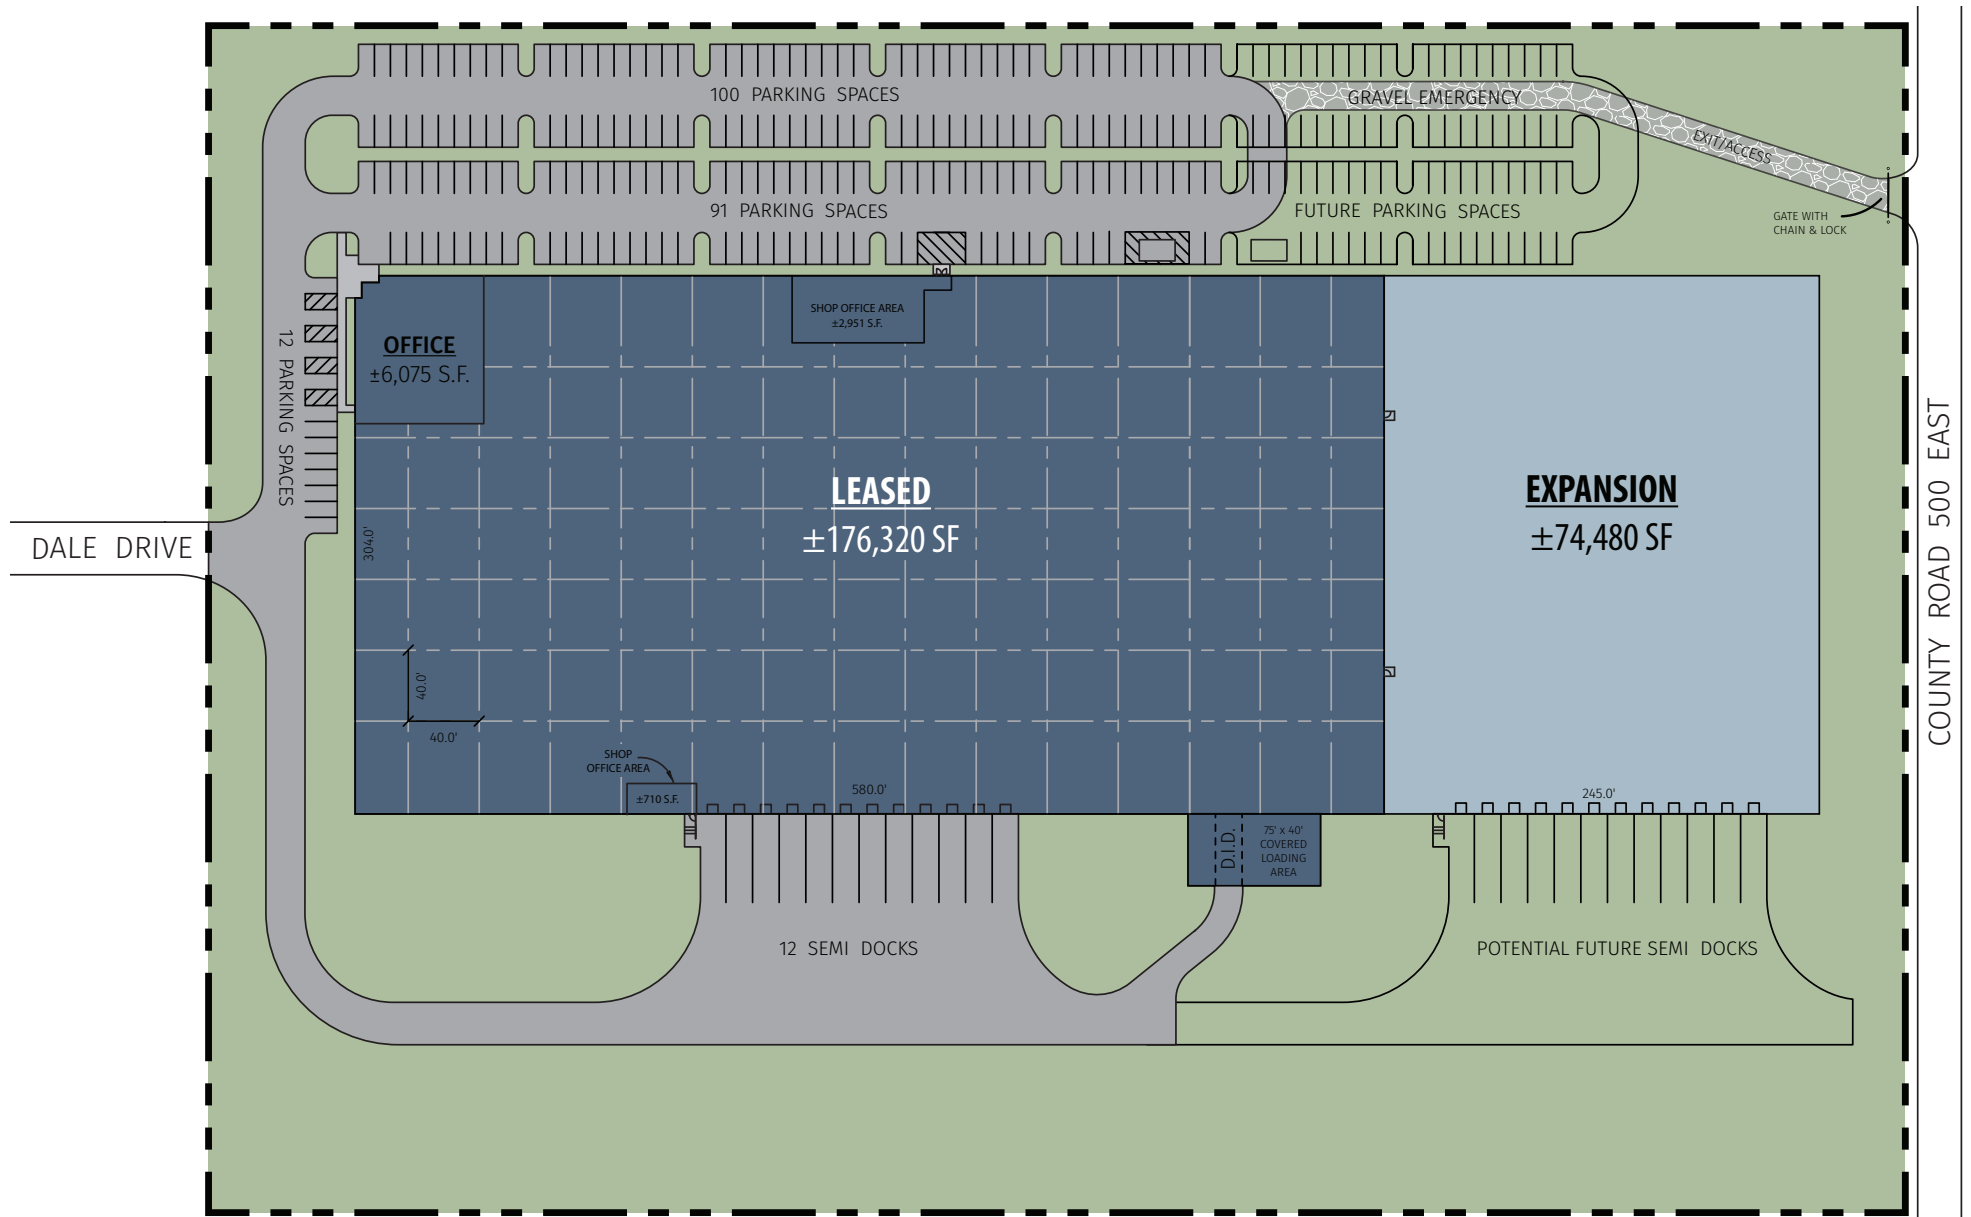 100 PARKING SPACES
GRAVEL EMERGENCY
EXIT/ACCESS
91 PARKING SPACES
FUTURE PARKING SPACES
GATE WITH
CHAIN & LOCK
SHOP OFFICE AREA
±2,951 S.F.
OFFICE
±6,075 S.F.
12 PARKING SPACES
LEASED
±176,320 SF
EXPANSION
±74,480 SF
COUNTY ROAD 500 EAST
DALE DRIVE
304.0'
40.0'
40.0'
SHOP
OFFICE AREA
±710 S.F.
580.0'
245.0'
D.I.D.
75' x 40'
COVERED
LOADING
AREA
12 SEMI DOCKS
POTENTIAL FUTURE SEMI DOCKS